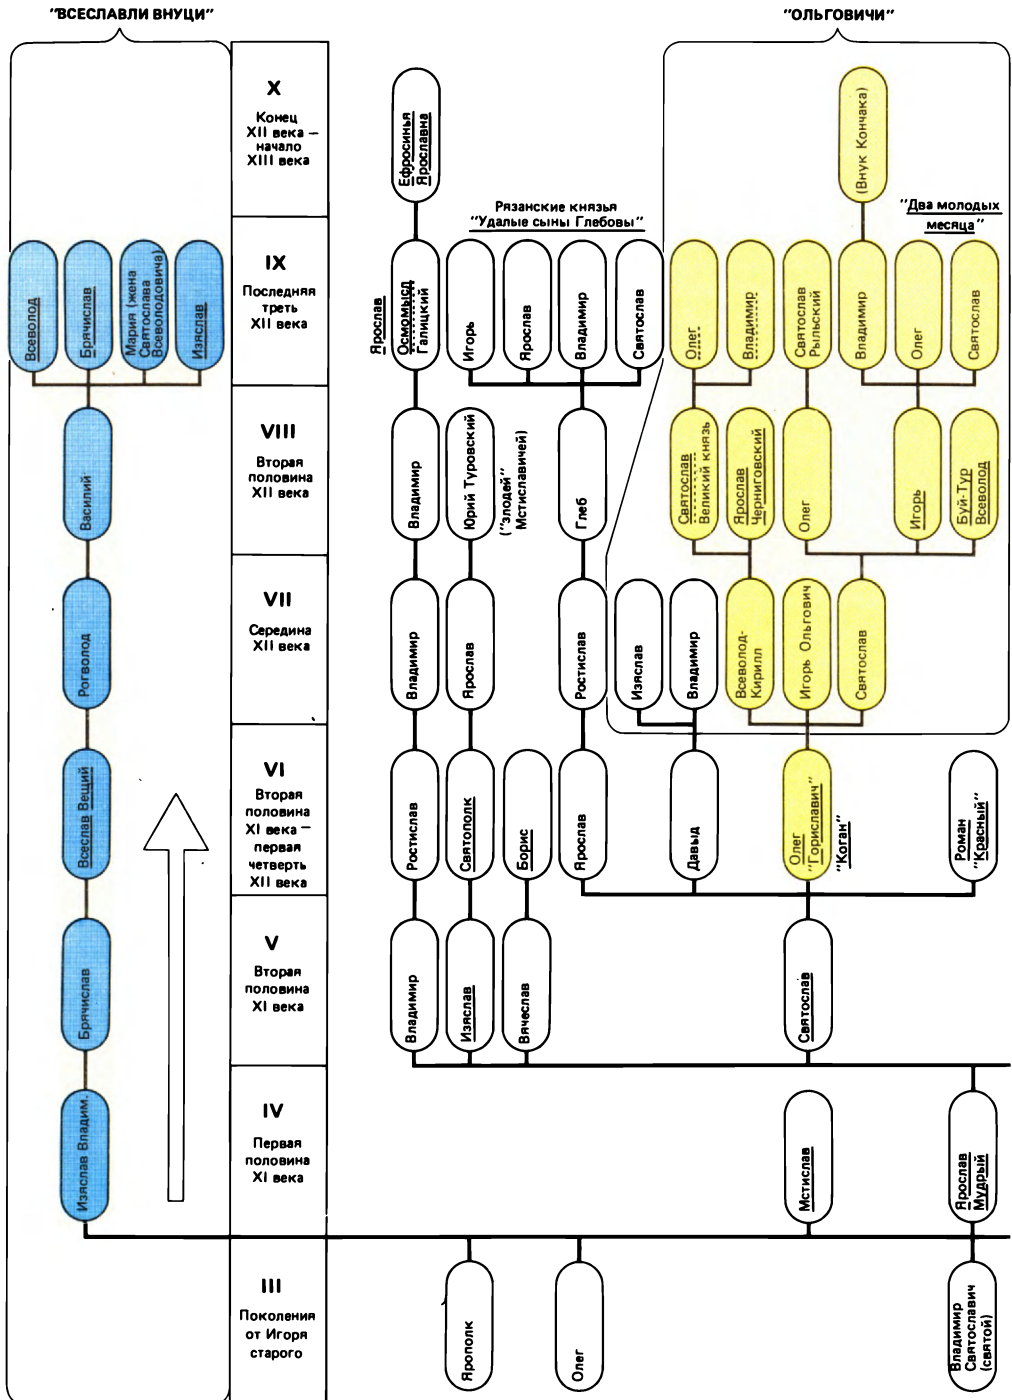 "ВСЕСЛАВЛИ ВНУЦИ"
"ОЛЬГОВИЧИ"
X
Конец
XII века —
начало
XIII века
Ефросинья
Ярославна
(Внук Кончака)
IX
Последняя
треть
XII века
Всеволод
Брячислав
Мария (жена
Святослава
Всеволодовича)
Изяслав
Ярослав
Осмомысл
Галицкий
Рязанские князья
"Удалые сыны Глебовы"
Игорь
Ярослав
Владимир
Святослав
Олег
Владимир
Святослав
Рыльский
Владимир
"Два молодых
месяца"
Олег
Святослав
VIII
Вторая
половина
XII века
Василий
Владимир
Юрий Туровский
("злодей"
Мстиславичей)
Глеб
Святослав
Великий князь
Ярослав
Черниговский
Олег
Игорь
Буй-Тур
Всеволод
VII
Середина
XII века
Рогволод
Владимир
Ярослав
Ростислав
Изяслав
Владимир
Всеволод-
Кирилл
Игорь Ольгович
Святослав
VI
Вторая
половина
XI века —
первая
четверть
XII века
Всеслав Вещий
Ростислав
Святополк
Борис
Ярослав
Давыд
Олег
"Гориславич"
"Коган"
Роман
"Красный"
V
Вторая
половина
XI века
Брячислав
Владимир
Изяслав
Вячеслав
Святослав
IV
Первая
половина
XI века
Изяслав Владим.
Мстислав
Ярослав
Мудрый
III
Поколения
от Игоря
старого
Ярополк
Олег
Владимир
Святославич
(святой)